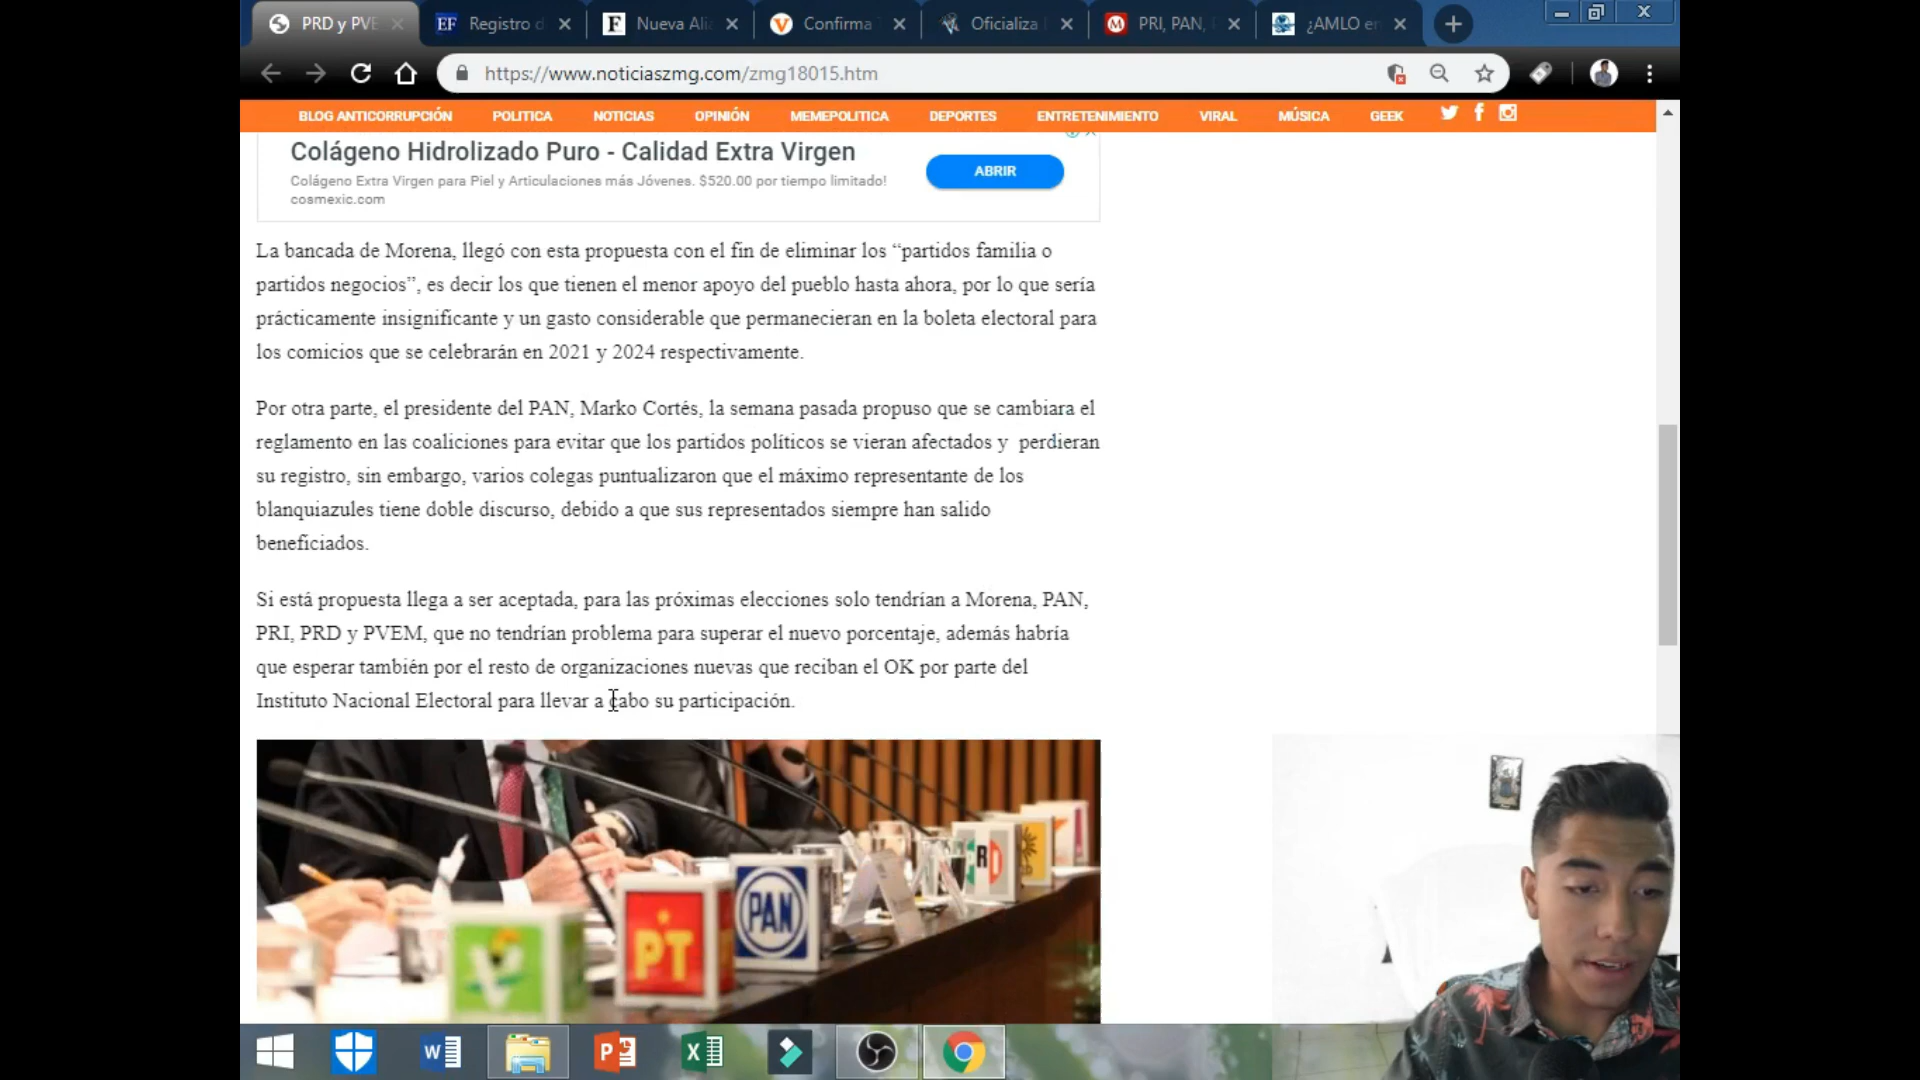 PRD y PVE
EF Registro d
F Nueva Alia
V Confirma T
Oficializa
M PRI, PAN,
¿AMLO en
https://www.noticiaszmg.com/zmg18015.htm
BLOG ANTICORRUPCIÓN POLITICA NOTICIAS OPINIÓN MEMEPOLITICA DEPORTES ENTRETENIMIENTO VIRAL MÚSICA GEEK
Colágeno Hidrolizado Puro - Calidad Extra Virgen
Colágeno Extra Virgen para Piel y Articulaciones más Jóvenes. $520.00 por tiempo limitado!
cosmexic.com
ABRIR
La bancada de Morena, llegó con esta propuesta con el fin de eliminar los “partidos familia o
partidos negocios”, es decir los que tienen el menor apoyo del pueblo hasta ahora, por lo que sería
prácticamente insignificante y un gasto considerable que permanecieran en la boleta electoral para
los comicios que se celebrarán en 2021 y 2024 respectivamente.
Por otra parte, el presidente del PAN, Marko Cortés, la semana pasada propuso que se cambiara el
reglamento en las coaliciones para evitar que los partidos políticos se vieran afectados y perdieran
su registro, sin embargo, varios colegas puntualizaron que el máximo representante de los
blanquiazules tiene doble discurso, debido a que sus representados siempre han salido
beneficiados.
Si está propuesta llega a ser aceptada, para las próximas elecciones solo tendrían a Morena, PAN,
PRI, PRD y PVEM, que no tendrían problema para superar el nuevo porcentaje, además habría
que esperar también por el resto de organizaciones nuevas que reciban el OK por parte del
Instituto Nacional Electoral para llevar a cabo su participación.
V
PT
PAN
RD